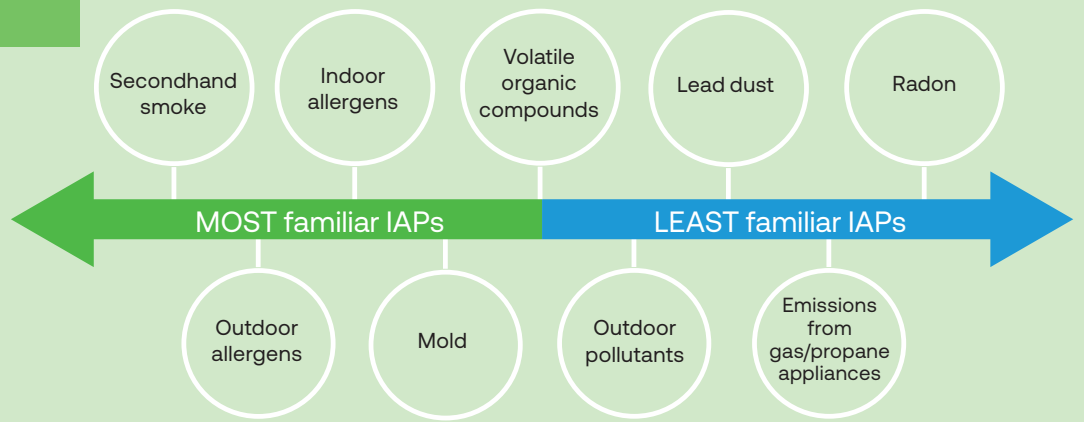 Secondhand
smoke
Indoor
allergens
Volatile
organic
compounds
Lead dust
Radon
MOST familiar IAPs
LEAST familiar IAPs
Outdoor
allergens
Mold
Outdoor
pollutants
Emissions
from
gas/propane
appliances